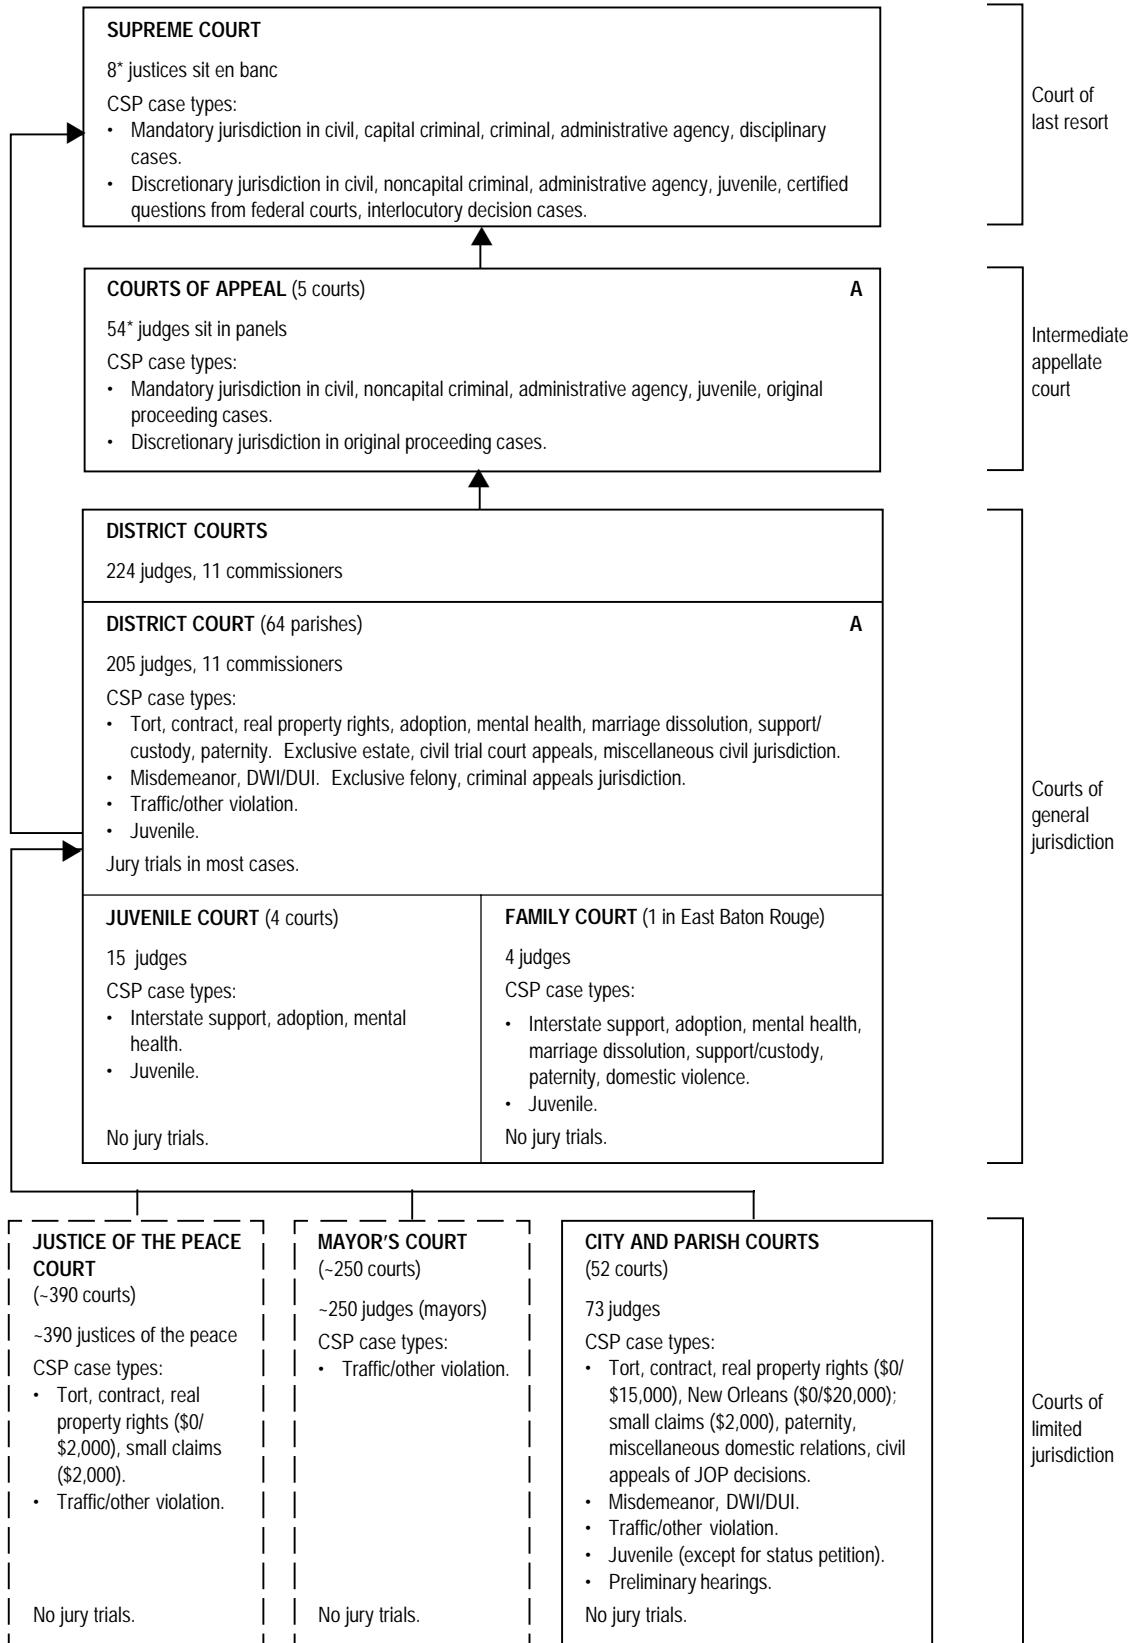 SUPREME COURT
8* justices sit en banc
CSP case types:
• Mandatory jurisdiction in civil, capital criminal, criminal, administrative agency, disciplinary
cases.
• Discretionary jurisdiction in civil, noncapital criminal, administrative agency, juvenile, certified
questions from federal courts, interlocutory decision cases.
Court of
last resort
COURTS OF APPEAL (5 courts) A
54* judges sit in panels
CSP case types:
• Mandatory jurisdiction in civil, noncapital criminal, administrative agency, juvenile, original
proceeding cases.
• Discretionary jurisdiction in original proceeding cases.
Intermediate
appellate
court
DISTRICT COURTS
224 judges, 11 commissioners
DISTRICT COURT (64 parishes) A
205 judges, 11 commissioners
CSP case types:
• Tort, contract, real property rights, adoption, mental health, marriage dissolution, support/
custody, paternity. Exclusive estate, civil trial court appeals, miscellaneous civil jurisdiction.
• Misdemeanor, DWI/DUI. Exclusive felony, criminal appeals jurisdiction.
• Traffic/other violation.
• Juvenile.
Jury trials in most cases.
JUVENILE COURT (4 courts)
15 judges
CSP case types:
• Interstate support, adoption, mental
health.
• Juvenile.
No jury trials.
FAMILY COURT (1 in East Baton Rouge)
4 judges
CSP case types:
• Interstate support, adoption, mental health,
marriage dissolution, support/custody,
paternity, domestic violence.
• Juvenile.
No jury trials.
Courts of
general
jurisdiction
JUSTICE OF THE PEACE
COURT
(~390 courts)
~390 justices of the peace
CSP case types:
• Tort, contract, real
property rights ($0/
$2,000), small claims
($2,000).
• Traffic/other violation.
No jury trials.
MAYOR'S COURT
(~250 courts)
~250 judges (mayors)
CSP case types:
• Traffic/other violation.
No jury trials.
CITY AND PARISH COURTS
(52 courts)
73 judges
CSP case types:
• Tort, contract, real property rights ($0/
$15,000), New Orleans ($0/$20,000);
small claims ($2,000), paternity,
miscellaneous domestic relations, civil
appeals of JOP decisions.
• Misdemeanor, DWI/DUI.
• Traffic/other violation.
• Juvenile (except for status petition).
• Preliminary hearings.
No jury trials.
Courts of
limited
jurisdiction